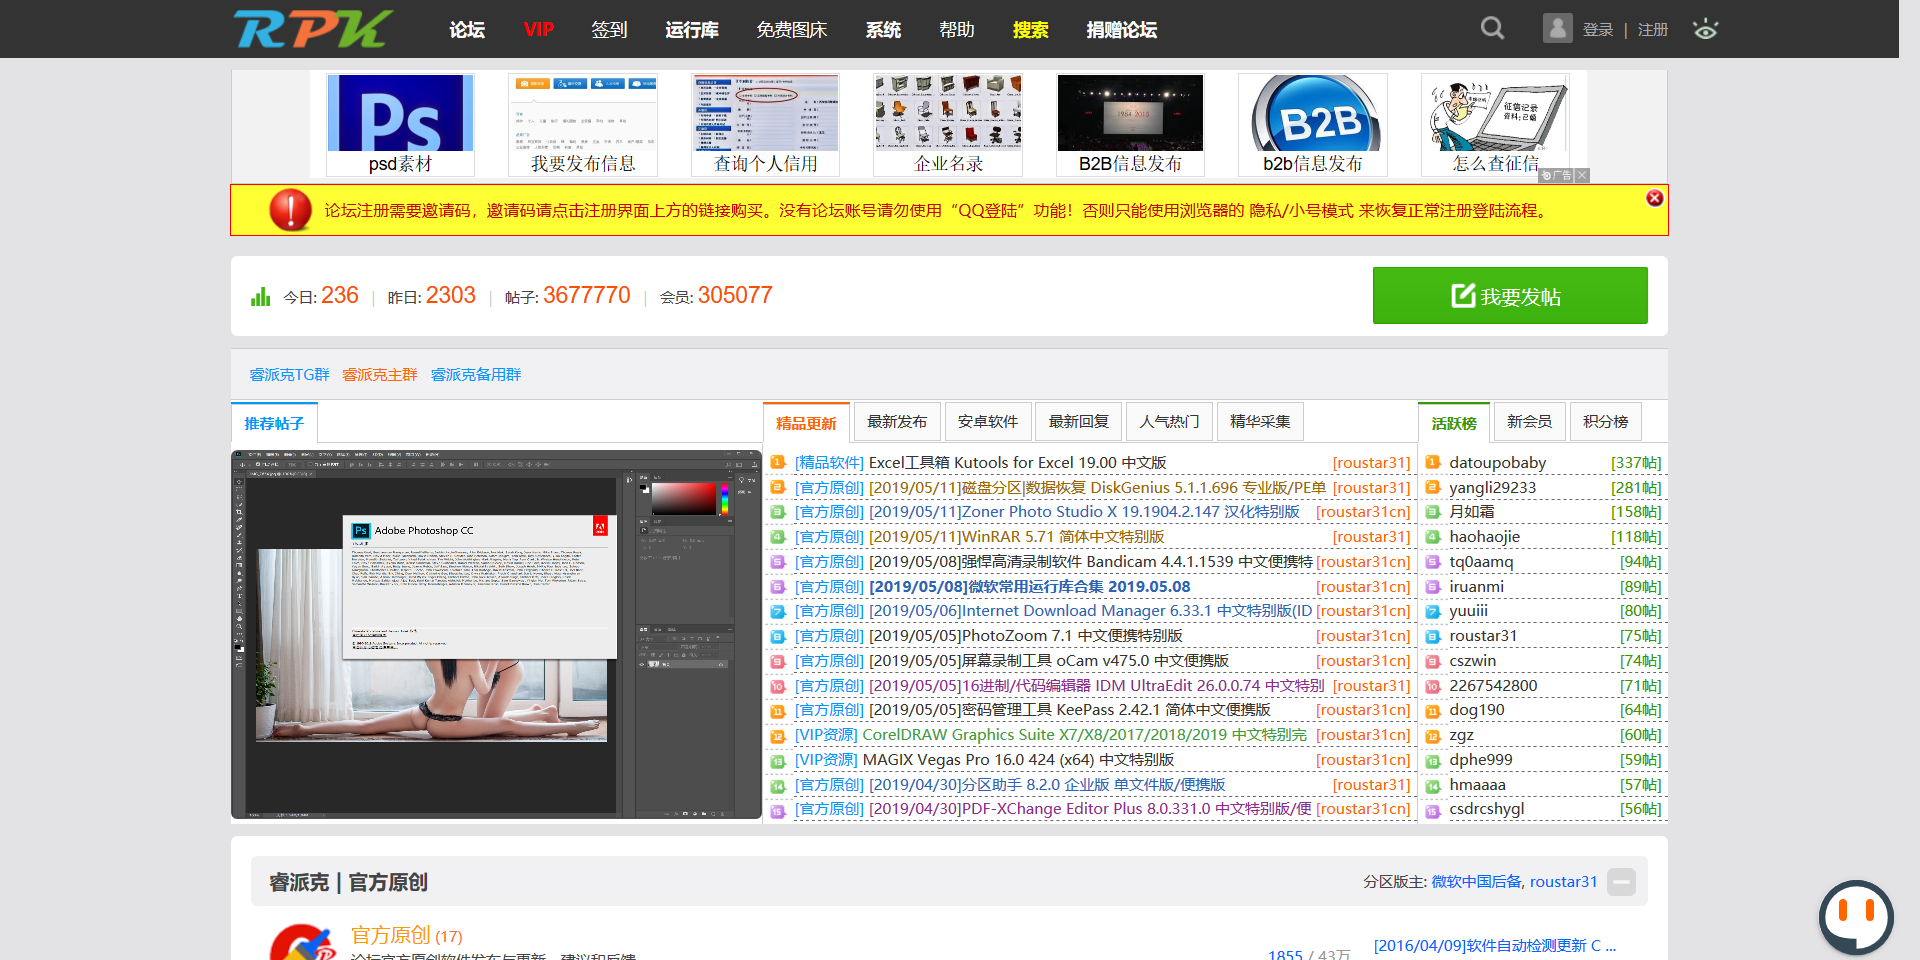 RPK 论坛 VIP 签到 运行库 免费图床 系统 帮助 搜索 捐赠论坛 登录 | 注册
psd素材 我要发布信息 查询个人信用 企业名录 B2B信息发布 b2b信息发布 怎么查征信
广告
论坛注册需要邀请码，邀请码请点击注册界面上方的链接购买。没有论坛账号请勿使用“QQ登陆”功能！否则只能使用浏览器的 隐私/小号模式 来恢复正常注册登陆流程。
今日: 236 | 昨日: 2303 | 帖子: 3677770 | 会员: 305077
我要发帖
睿派克TG群 睿派克主群 睿派克备用群
推荐帖子 精品更新 最新发布 安卓软件 最新回复 人气热门 精华采集 活跃榜 新会员 积分榜
Adobe Photoshop CC
1 [精品软件] Excel工具箱 Kutools for Excel 19.00 中文版 [roustar31]
2 [官方原创] [2019/05/11]磁盘分区|数据恢复 DiskGenius 5.1.1.696 专业版/PE单 [roustar31]
3 [官方原创] [2019/05/11]Zoner Photo Studio X 19.1904.2.147 汉化特别版 [roustar31cn]
4 [官方原创] [2019/05/11]WinRAR 5.71 简体中文特别版 [roustar31]
5 [官方原创] [2019/05/08]强悍高清录制软件 Bandicam 4.4.1.1539 中文便携特 [roustar31cn]
6 [官方原创] [2019/05/08]微软常用运行库合集 2019.05.08 [roustar31cn]
7 [官方原创] [2019/05/06]Internet Download Manager 6.33.1 中文特别版(ID [roustar31cn]
8 [官方原创] [2019/05/05]PhotoZoom 7.1 中文便携特别版 [roustar31cn]
9 [官方原创] [2019/05/05]屏幕录制工具 oCam v475.0 中文便携版 [roustar31cn]
10 [官方原创] [2019/05/05]16进制/代码编辑器 IDM UltraEdit 26.0.0.74 中文特别 [roustar31]
11 [官方原创] [2019/05/05]密码管理工具 KeePass 2.42.1 简体中文便携版 [roustar31cn]
12 [VIP资源] CorelDRAW Graphics Suite X7/X8/2017/2018/2019 中文特别完 [roustar31cn]
13 [VIP资源] MAGIX Vegas Pro 16.0 424 (x64) 中文特别版 [roustar31cn]
14 [官方原创] [2019/04/30]分区助手 8.2.0 企业版 单文件版/便携版 [roustar31]
15 [官方原创] [2019/04/30]PDF-XChange Editor Plus 8.0.331.0 中文特别版/便 [roustar31cn]
1 datoupobaby [337帖]
2 yangli29233 [281帖]
3 月如霜 [158帖]
4 haohaojie [118帖]
5 tq0aamq [94帖]
6 iruanmi [89帖]
7 yuuiii [80帖]
8 roustar31 [75帖]
9 cszwin [74帖]
10 2267542800 [71帖]
11 dog190 [64帖]
12 zgz [60帖]
13 dphe999 [59帖]
14 hmaaaa [57帖]
15 csdrcshygl [56帖]
睿派克 | 官方原创
分区版主: 微软中国后备, roustar31
官方原创 (17)
论坛官方原创软件发布与更新、建议和反馈
1855 / 43万
[2016/04/09]软件自动检测更新 C ...